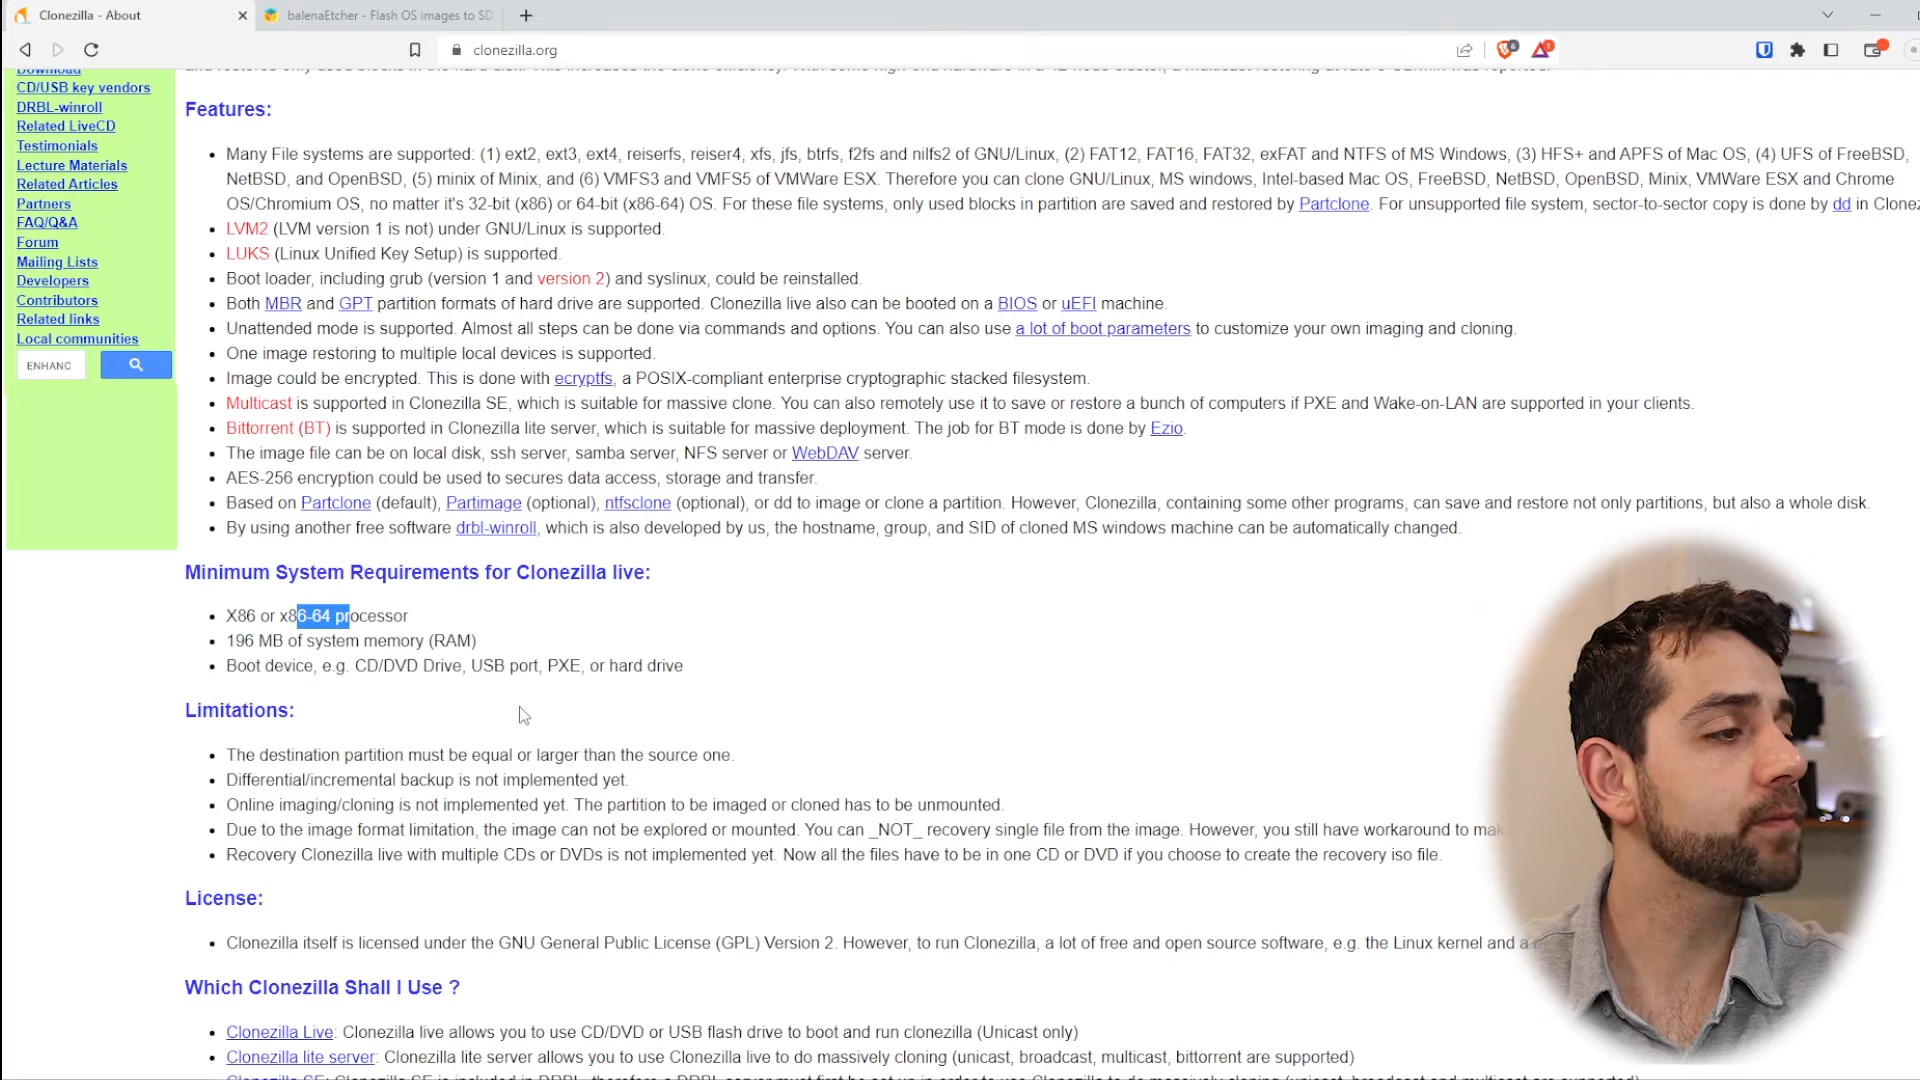 Clonezilla - About
balenaEtcher - Flash OS images to SD
clonezilla.org
6
1
Download
CD/USB key vendors
DRBL-winroll
Related LiveCD
Testimonials
Lecture Materials
Related Articles
Partners
FAQ/Q&A
Forum
Mailing Lists
Developers
Contributors
Related links
Local communities
ENHANC
Features:
Many File systems are supported: (1) ext2, ext3, ext4, reiserfs, reiser4, xfs, jfs, btrfs, f2fs and nilfs2 of GNU/Linux, (2) FAT12, FAT16, FAT32, exFAT and NTFS of MS Windows, (3) HFS+ and APFS of Mac OS, (4) UFS of FreeBSD,
NetBSD, and OpenBSD, (5) minix of Minix, and (6) VMFS3 and VMFS5 of VMWare ESX. Therefore you can clone GNU/Linux, MS windows, Intel-based Mac OS, FreeBSD, NetBSD, OpenBSD, Minix, VMWare ESX and Chrome
OS/Chromium OS, no matter it's 32-bit (x86) or 64-bit (x86-64) OS. For these file systems, only used blocks in partition are saved and restored by Partclone. For unsupported file system, sector-to-sector copy is done by dd in Clonez
LVM2 (LVM version 1 is not) under GNU/Linux is supported.
LUKS (Linux Unified Key Setup) is supported.
Boot loader, including grub (version 1 and version 2) and syslinux, could be reinstalled.
Both MBR and GPT partition formats of hard drive are supported. Clonezilla live also can be booted on a BIOS or uEFI machine.
Unattended mode is supported. Almost all steps can be done via commands and options. You can also use a lot of boot parameters to customize your own imaging and cloning.
One image restoring to multiple local devices is supported.
Image could be encrypted. This is done with ecryptfs, a POSIX-compliant enterprise cryptographic stacked filesystem.
Multicast is supported in Clonezilla SE, which is suitable for massive clone. You can also remotely use it to save or restore a bunch of computers if PXE and Wake-on-LAN are supported in your clients.
Bittorrent (BT) is supported in Clonezilla lite server, which is suitable for massive deployment. The job for BT mode is done by Ezio.
The image file can be on local disk, ssh server, samba server, NFS server or WebDAV server.
AES-256 encryption could be used to secures data access, storage and transfer.
Based on Partclone (default), Partimage (optional), ntfsclone (optional), or dd to image or clone a partition. However, Clonezilla, containing some other programs, can save and restore not only partitions, but also a whole disk.
By using another free software drbl-winroll, which is also developed by us, the hostname, group, and SID of cloned MS windows machine can be automatically changed.
Minimum System Requirements for Clonezilla live:
X86 or x86-64 processor
196 MB of system memory (RAM)
Boot device, e.g. CD/DVD Drive, USB port, PXE, or hard drive
Limitations:
The destination partition must be equal or larger than the source one.
Differential/incremental backup is not implemented yet.
Online imaging/cloning is not implemented yet. The partition to be imaged or cloned has to be unmounted.
Due to the image format limitation, the image can not be explored or mounted. You can _NOT_ recovery single file from the image. However, you still have workaround to mak
Recovery Clonezilla live with multiple CDs or DVDs is not implemented yet. Now all the files have to be in one CD or DVD if you choose to create the recovery iso file.
License:
Clonezilla itself is licensed under the GNU General Public License (GPL) Version 2. However, to run Clonezilla, a lot of free and open source software, e.g. the Linux kernel and a
Which Clonezilla Shall I Use ?
Clonezilla Live: Clonezilla live allows you to use CD/DVD or USB flash drive to boot and run clonezilla (Unicast only)
Clonezilla lite server: Clonezilla lite server allows you to use Clonezilla live to do massively cloning (unicast, broadcast, multicast, bittorrent are supported)